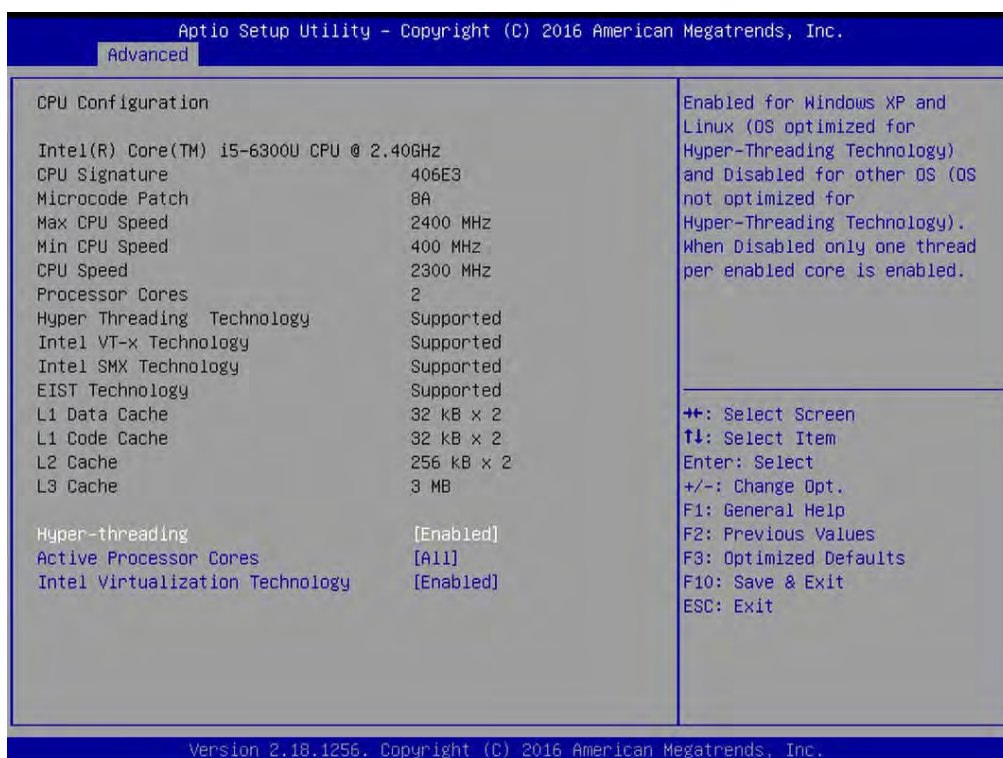 Aptio Setup Utility – Copyright (C) 2016 American Megatrends, Inc.
Advanced
CPU Configuration
Intel(R) Core(TM) i5-6300U CPU @ 2.40GHz
CPU Signature 406E3
Microcode Patch 8A
Max CPU Speed 2400 MHz
Min CPU Speed 400 MHz
CPU Speed 2300 MHz
Processor Cores 2
Hyper Threading Technology Supported
Intel VT-x Technology Supported
Intel SMX Technology Supported
EIST Technology Supported
L1 Data Cache 32 kB x 2
L1 Code Cache 32 kB x 2
L2 Cache 256 kB x 2
L3 Cache 3 MB
Hyper-threading [Enabled]
Active Processor Cores [All]
Intel Virtualization Technology [Enabled]
Enabled for Windows XP and
Linux (OS optimized for
Hyper-Threading Technology)
and Disabled for other OS (OS
not optimized for
Hyper-Threading Technology).
When Disabled only one thread
per enabled core is enabled.
→←: Select Screen
↑↓: Select Item
Enter: Select
+/-: Change Opt.
F1: General Help
F2: Previous Values
F3: Optimized Defaults
F10: Save & Exit
ESC: Exit
Version 2.18.1256. Copyright (C) 2016 American Megatrends, Inc.